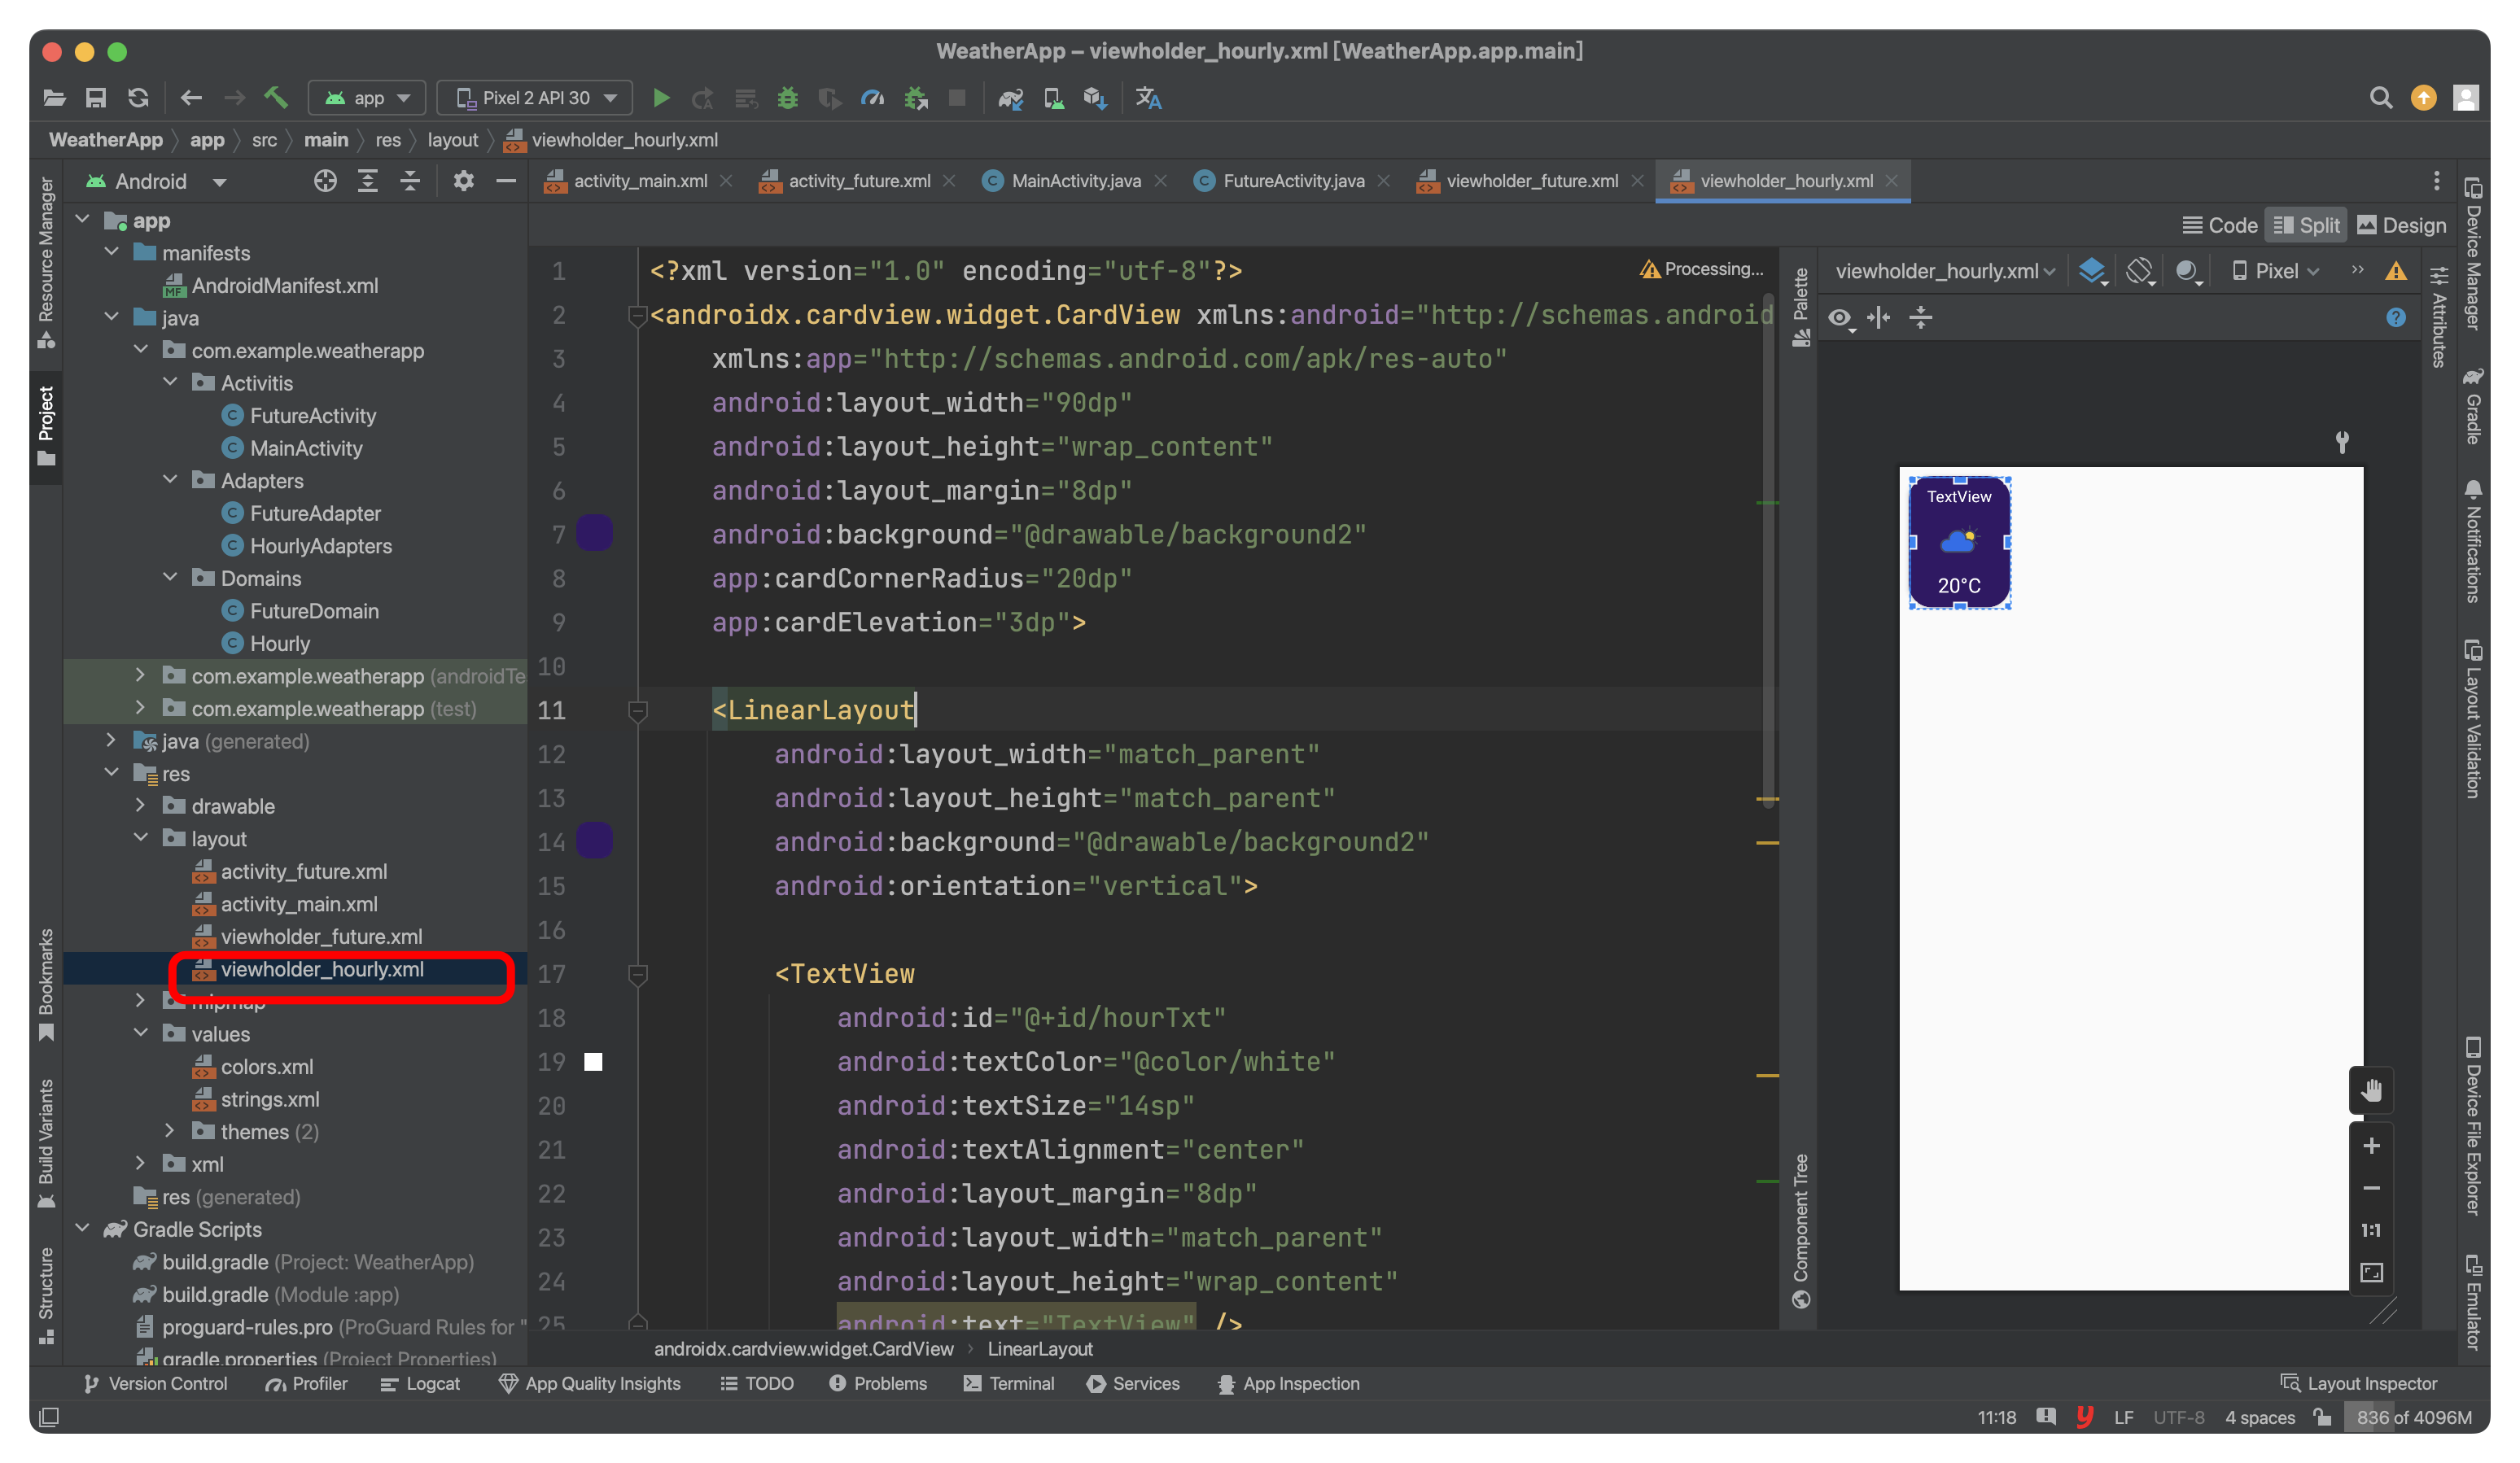 WeatherApp – viewholder_hourly.xml [WeatherApp.app.main]
app
Pixel 2 API 30
WeatherApp
app
src
main
res
layout
viewholder_hourly.xml
Android
activity_main.xml
activity_future.xml
MainActivity.java
FutureActivity.java
viewholder_future.xml
viewholder_hourly.xml
Code
Split
Design
Resource Manager
Project
Bookmarks
Build Variants
Structure
app
manifests
AndroidManifest.xml
java
com.example.weatherapp
Activitis
FutureActivity
MainActivity
Adapters
FutureAdapter
HourlyAdapters
Domains
FutureDomain
Hourly
com.example.weatherapp (androidTe
com.example.weatherapp (test)
java (generated)
res
drawable
layout
activity_future.xml
activity_main.xml
viewholder_future.xml
viewholder_hourly.xml
mipmap
values
colors.xml
strings.xml
themes (2)
xml
res (generated)
Gradle Scripts
build.gradle (Project: WeatherApp)
build.gradle (Module :app)
proguard-rules.pro (ProGuard Rules for "
gradle.properties (Project Properties)
1 <?xml version="1.0" encoding="utf-8"?>
2 <androidx.cardview.widget.CardView xmlns:android="http://schemas.android
3 xmlns:app="http://schemas.android.com/apk/res-auto"
4 android:layout_width="90dp"
5 android:layout_height="wrap_content"
6 android:layout_margin="8dp"
7 android:background="@drawable/background2"
8 app:cardCornerRadius="20dp"
9 app:cardElevation="3dp">
10
11 <LinearLayout
12 android:layout_width="match_parent"
13 android:layout_height="match_parent"
14 android:background="@drawable/background2"
15 android:orientation="vertical">
16
17 <TextView
18 android:id="@+id/hourTxt"
19 android:textColor="@color/white"
20 android:textSize="14sp"
21 android:textAlignment="center"
22 android:layout_margin="8dp"
23 android:layout_width="match_parent"
24 android:layout_height="wrap_content"
25 android:text="TextView" />
Processing...
androidx.cardview.widget.CardView
LinearLayout
Palette
Component Tree
viewholder_hourly.xml
Pixel
TextView
20°C
1:1
Attributes
Device Manager
Gradle
Notifications
Layout Validation
Device File Explorer
Emulator
Version Control
Profiler
Logcat
App Quality Insights
TODO
Problems
Terminal
Services
App Inspection
Layout Inspector
11:18
LF
UTF-8
4 spaces
836 of 4096M